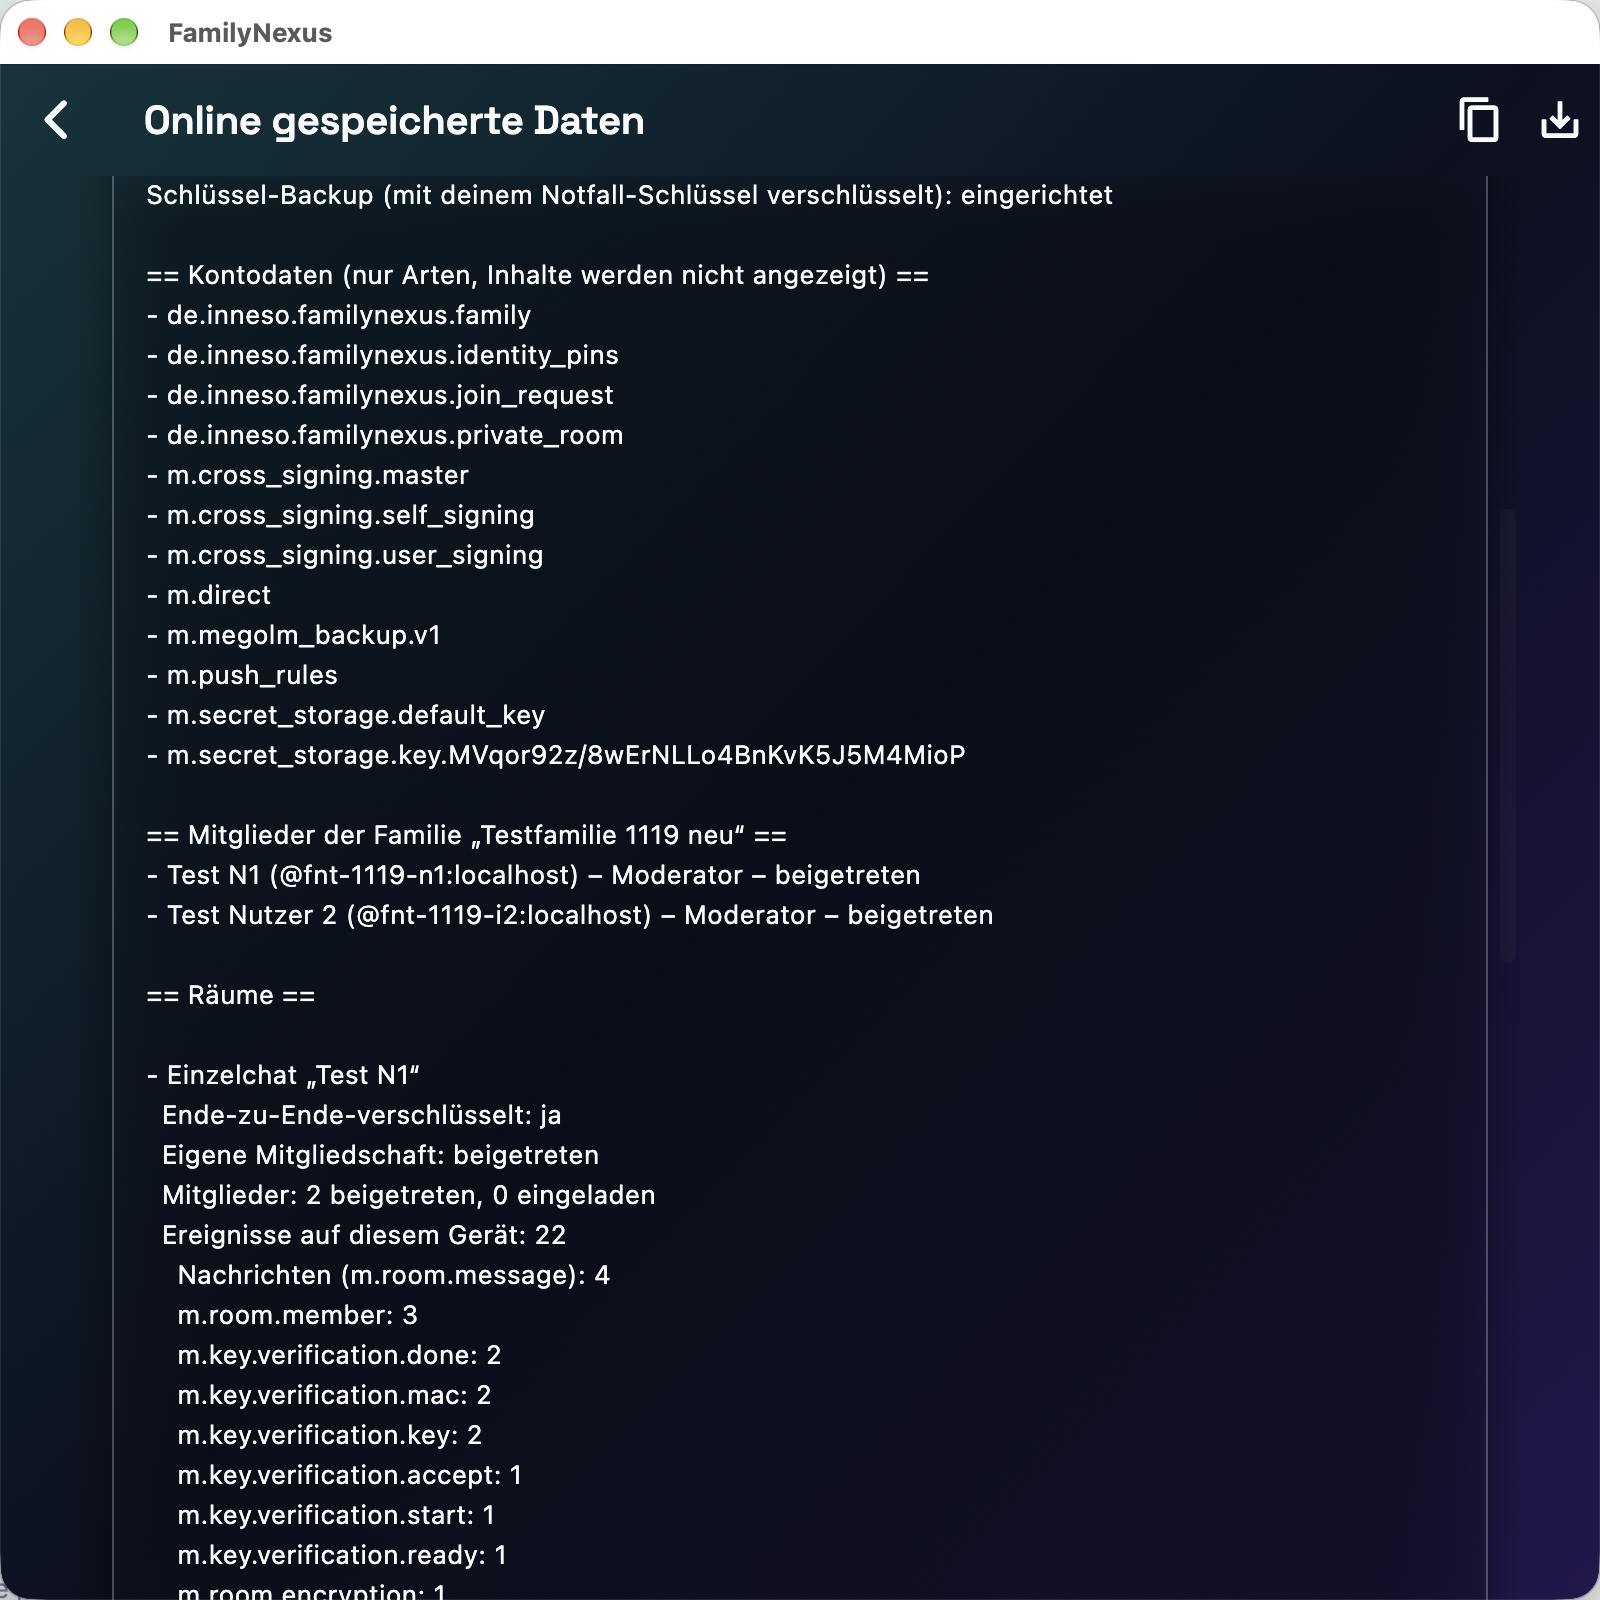 FamilyNexus
Online gespeicherte Daten
Schlüssel-Backup (mit deinem Notfall-Schlüssel verschlüsselt): eingerichtet
== Kontodaten (nur Arten, Inhalte werden nicht angezeigt) ==
- de.inneso.familynexus.family
- de.inneso.familynexus.identity_pins
- de.inneso.familynexus.join_request
- de.inneso.familynexus.private_room
- m.cross_signing.master
- m.cross_signing.self_signing
- m.cross_signing.user_signing
- m.direct
- m.megolm_backup.v1
- m.push_rules
- m.secret_storage.default_key
- m.secret_storage.key.MVqor92z/8wErNLLo4BnKvK5J5M4MioP
== Mitglieder der Familie „Testfamilie 1119 neu“ ==
- Test N1 (@fnt-1119-n1:localhost) – Moderator – beigetreten
- Test Nutzer 2 (@fnt-1119-i2:localhost) – Moderator – beigetreten
== Räume ==
- Einzelchat „Test N1“
Ende-zu-Ende-verschlüsselt: ja
Eigene Mitgliedschaft: beigetreten
Mitglieder: 2 beigetreten, 0 eingeladen
Ereignisse auf diesem Gerät: 22
Nachrichten (m.room.message): 4
m.room.member: 3
m.key.verification.done: 2
m.key.verification.mac: 2
m.key.verification.key: 2
m.key.verification.accept: 1
m.key.verification.start: 1
m.key.verification.ready: 1
m.room.encryption: 1